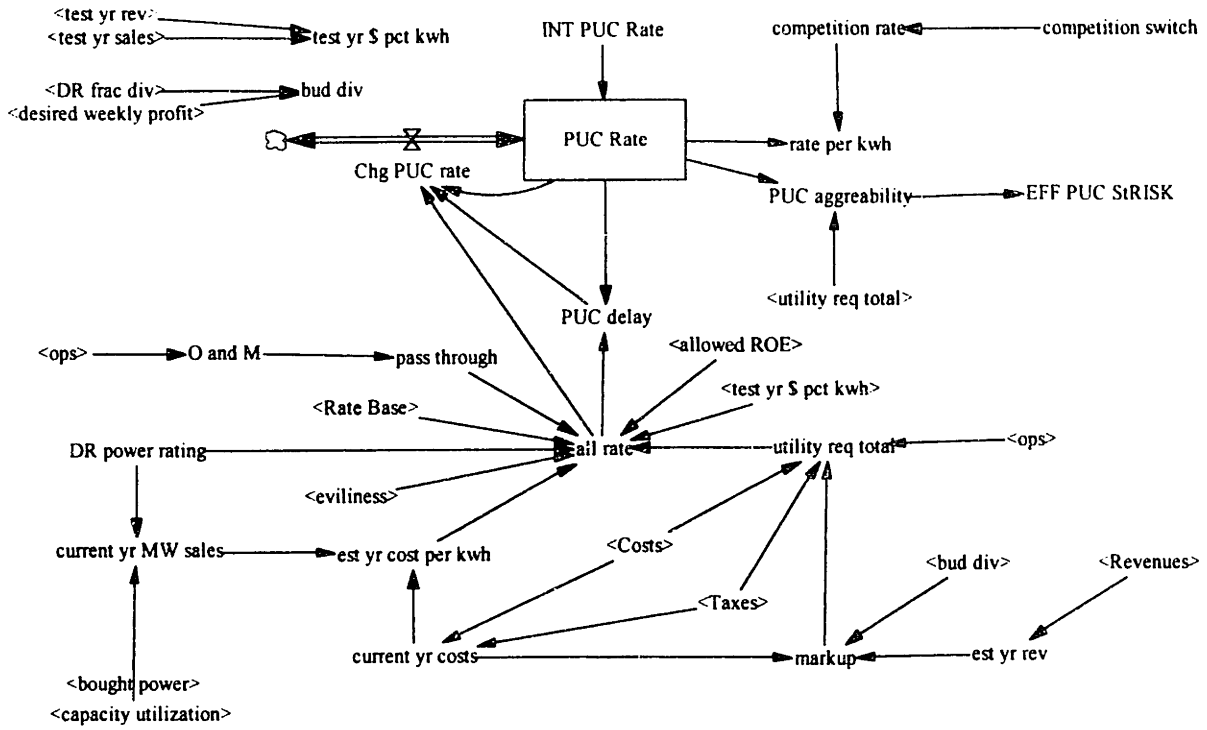 <test yr rev>
<test yr sales>
test yr $ pct kwh
INT PUC Rate
competition rate
competition switch
<DR frac div>
bud div
<desired weekly profit>
PUC Rate
rate per kwh
Chg PUC rate
PUC aggreability
EFF PUC StRISK
<utility req total>
PUC delay
<ops>
O and M
pass through
<allowed ROE>
<test yr $ pct kwh>
<Rate Base>
DR power rating
all rate
utility req total
<ops>
<eviliness>
current yr MW sales
est yr cost per kwh
<Costs>
<bud div>
<Revenues>
<Taxes>
current yr costs
markup
est yr rev
<bought power>
<capacity utilization>